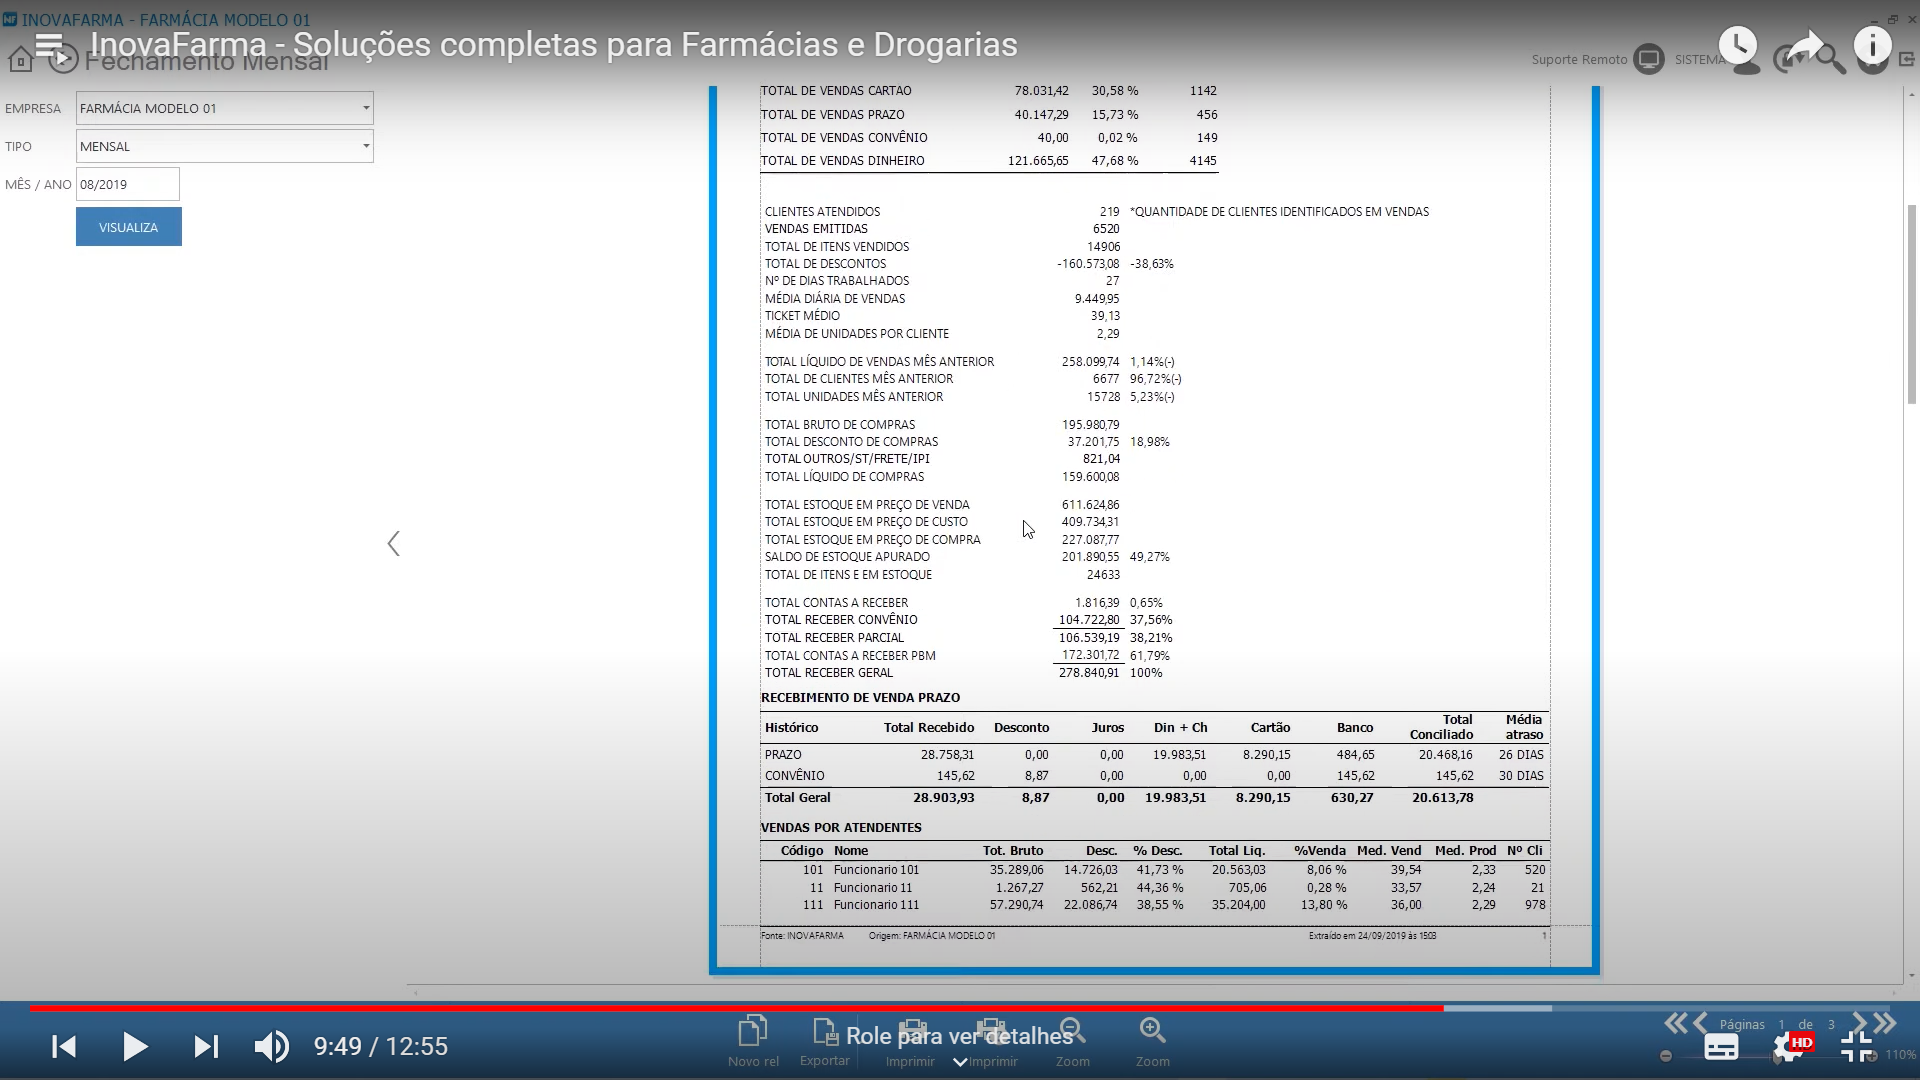 INOVAFARMA - FARMÁCIA MODELO 01
InovaFarma - Soluções completas para Farmácias e Drogarias
Fechamento Mensal
Suporte Remoto
SISTEMA
EMPRESA FARMÁCIA MODELO 01
TIPO MENSAL
MÊS / ANO 08/2019
VISUALIZA
TOTAL DE VENDAS CARTAO 78.031,42 30,58 % 1142
TOTAL DE VENDAS PRAZO 40.147,29 15,73 % 456
TOTAL DE VENDAS CONVÊNIO 40,00 0,02 % 149
TOTAL DE VENDAS DINHEIRO 121.665,65 47,68 % 4145
CLIENTES ATENDIDOS 219 *QUANTIDADE DE CLIENTES IDENTIFICADOS EM VENDAS
VENDAS EMITIDAS 6520
TOTAL DE ITENS VENDIDOS 14906
TOTAL DE DESCONTOS -160.573,08 -38,63%
Nº DE DIAS TRABALHADOS 27
MÉDIA DIÁRIA DE VENDAS 9.449,95
TICKET MÉDIO 39,13
MÉDIA DE UNIDADES POR CLIENTE 2,29
TOTAL LÍQUIDO DE VENDAS MÊS ANTERIOR 258.099,74 1,14%(-)
TOTAL DE CLIENTES MÊS ANTERIOR 6677 96,72%(-)
TOTAL UNIDADES MÊS ANTERIOR 15728 5,23%(-)
TOTAL BRUTO DE COMPRAS 195.980,79
TOTAL DESCONTO DE COMPRAS 37.201,75 18,98%
TOTAL OUTROS/ST/FRETE/IPI 821,04
TOTAL LÍQUIDO DE COMPRAS 159.600,08
TOTAL ESTOQUE EM PREÇO DE VENDA 611.624,86
TOTAL ESTOQUE EM PREÇO DE CUSTO 409.734,31
TOTAL ESTOQUE EM PREÇO DE COMPRA 227.087,77
SALDO DE ESTOQUE APURADO 201.890,55 49,27%
TOTAL DE ITENS E EM ESTOQUE 24633
TOTAL CONTAS A RECEBER 1.816,39 0,65%
TOTAL RECEBER CONVÊNIO 104.722,80 37,56%
TOTAL RECEBER PARCIAL 106.539,19 38,21%
TOTAL CONTAS A RECEBER PBM 172.301,72 61,79%
TOTAL RECEBER GERAL 278.840,91 100%
RECEBIMENTO DE VENDA PRAZO
Histórico Total Recebido Desconto Juros Din + Ch Cartão Banco Total Conciliado Média atraso
PRAZO 28.758,31 0,00 0,00 19.983,51 8.290,15 484,65 20.468,16 26 DIAS
CONVÊNIO 145,62 8,87 0,00 0,00 0,00 145,62 145,62 30 DIAS
Total Geral 28.903,93 8,87 0,00 19.983,51 8.290,15 630,27 20.613,78
VENDAS POR ATENDENTES
Código Nome Tot. Bruto Desc. % Desc. Total Liq. %Venda Med. Vend Med. Prod Nº Cli
101 Funcionario 101 35.289,06 14.726,03 41,73 % 20.563,03 8,06 % 39,54 2,33 520
11 Funcionario 11 1.267,27 562,21 44,36 % 705,06 0,28 % 33,57 2,24 21
111 Funcionario 111 57.290,74 22.086,74 38,55 % 35.204,00 13,80 % 36,00 2,29 978
Fonte: INOVAFARMA Origem: FARMÁCIA MODELO 01 Extraído em 24/09/2019 às 15:03 1
9:49 / 12:55
Role para ver detalhes
Novo rel Exportar Imprimir Imprimir Zoom Zoom
Páginas 1 de 3
HD
110%